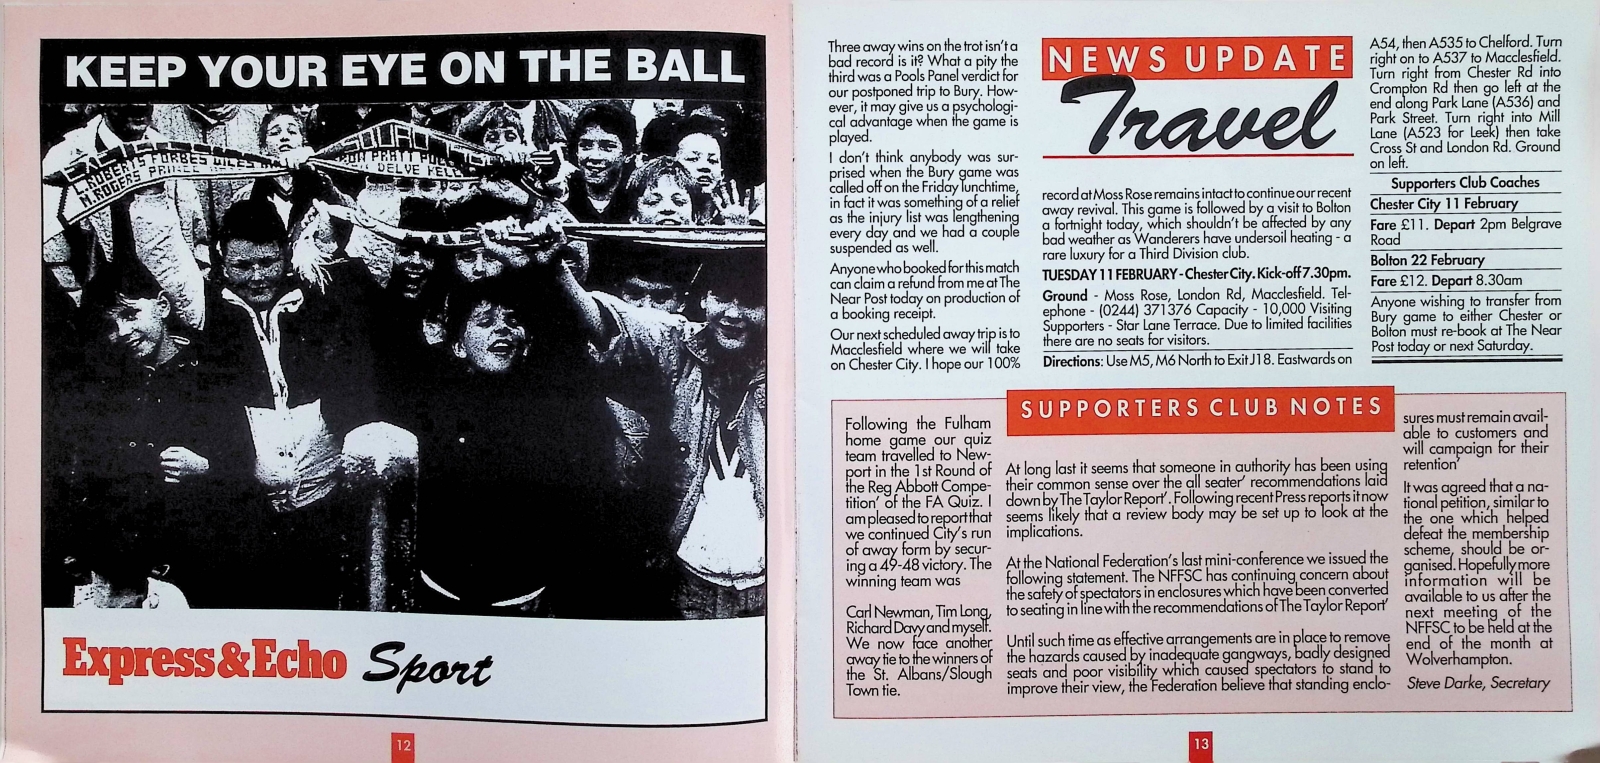 KEEP YOUR EYE ON THE BALL
L.ROBERTS FORBES GILES
M.ROGERS PRINCE
SQUAD
RON PRATT
DELVE KELL
Express&Echo Sport
12
Three away wins on the trot isn't a
bad record is it? What a pity the
third was a Pools Panel verdict for
our postponed trip to Bury. How-
ever, it may give us a psychologi-
cal advantage when the game is
played.
I don't think anybody was sur-
prised when the Bury game was
called off on the Friday lunchtime,
in fact it was something of a relief
as the injury list was lengthening
every day and we had a couple
suspended as well.
Anyone who booked for this match
can claim a refund from me at The
Near Post today on production of
a booking receipt.
Our next scheduled away trip is to
Macclesfield where we will take
on Chester City. I hope our 100%
NEWS UPDATE
Travel
record at Moss Rose remains intact to continue our recent
away revival. This game is followed by a visit to Bolton
a fortnight today, which shouldn't be affected by any
bad weather as Wanderers have undersoil heating - a
rare luxury for a Third Division club.
TUESDAY 11 FEBRUARY - Chester City. Kick-off 7.30pm.
Ground - Moss Rose, London Rd, Macclesfield. Tel-
ephone - (0244) 371376 Capacity - 10,000 Visiting
Supporters - Star Lane Terrace. Due to limited facilities
there are no seats for visitors.
Directions: Use M5, M6 North to Exit J18. Eastwards on
A54, then A535 to Chelford. Turn
right on to A537 to Macclesfield.
Turn right from Chester Rd into
Crompton Rd then go left at the
end along Park Lane (A536) and
Park Street. Turn right into Mill
Lane (A523 for Leek) then take
Cross St and London Rd. Ground
on left.
Supporters Club Coaches
Chester City 11 February
Fare £11. Depart 2pm Belgrave
Road
Bolton 22 February
Fare £12. Depart 8.30am
Anyone wishing to transfer from
Bury game to either Chester or
Bolton must re-book at The Near
Post today or next Saturday.
SUPPORTERS CLUB NOTES
Following the Fulham
home game our quiz
team travelled to New-
port in the 1st Round of
the Reg Abbott Compe-
tition' of the FA Quiz. I
am pleased to report that
we continued City's run
of away form by secur-
ing a 49-48 victory. The
winning team was
Carl Newman, Tim Long,
Richard Davy and myself.
We now face another
away tie to the winners of
the St. Albans/Slough
Town tie.
At long last it seems that someone in authority has been using
their common sense over the all seater' recommendations laid
down by The Taylor Report'. Following recent Press reports it now
seems likely that a review body may be set up to look at the
implications.
At the National Federation's last mini-conference we issued the
following statement. The NFFSC has continuing concern about
the safety of spectators in enclosures which have been converted
to seating in line with the recommendations of The Taylor Report'
Until such time as effective arrangements are in place to remove
the hazards caused by inadequate gangways, badly designed
seats and poor visibility which caused spectators to stand to
improve their view, the Federation believe that standing enclo-
sures must remain avail-
able to customers and
will campaign for their
retention'
It was agreed that a na-
tional petition, similar to
the one which helped
defeat the membership
scheme, should be or-
ganised. Hopefully more
information will be
available to us after the
next meeting of the
NFFSC to be held at the
end of the month at
Wolverhampton.
Steve Darke, Secretary
13